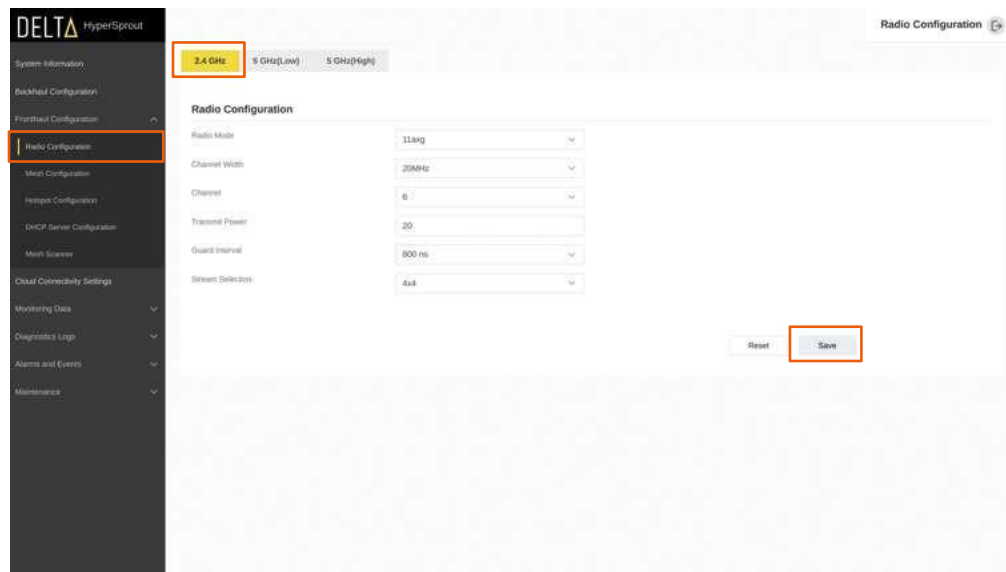 DELTA HyperSprout
Radio Configuration
System Information
Backhaul Configuration
Fronthaul Configuration
Radio Configuration
Mesh Configuration
Hotspot Configuration
DHCP Server Configuration
Mesh Scanner
Cloud Connectivity Settings
Monitoring Data
Diagnostics Logs
Alarms and Events
Maintenance
2.4 GHz 5 GHz(Low) 5 GHz(High)
Radio Configuration
Radio Mode 11axg
Channel Width 20MHz
Channel 6
Transmit Power 20
Guard Interval 800 ns
Stream Selection 4x4
Reset Save